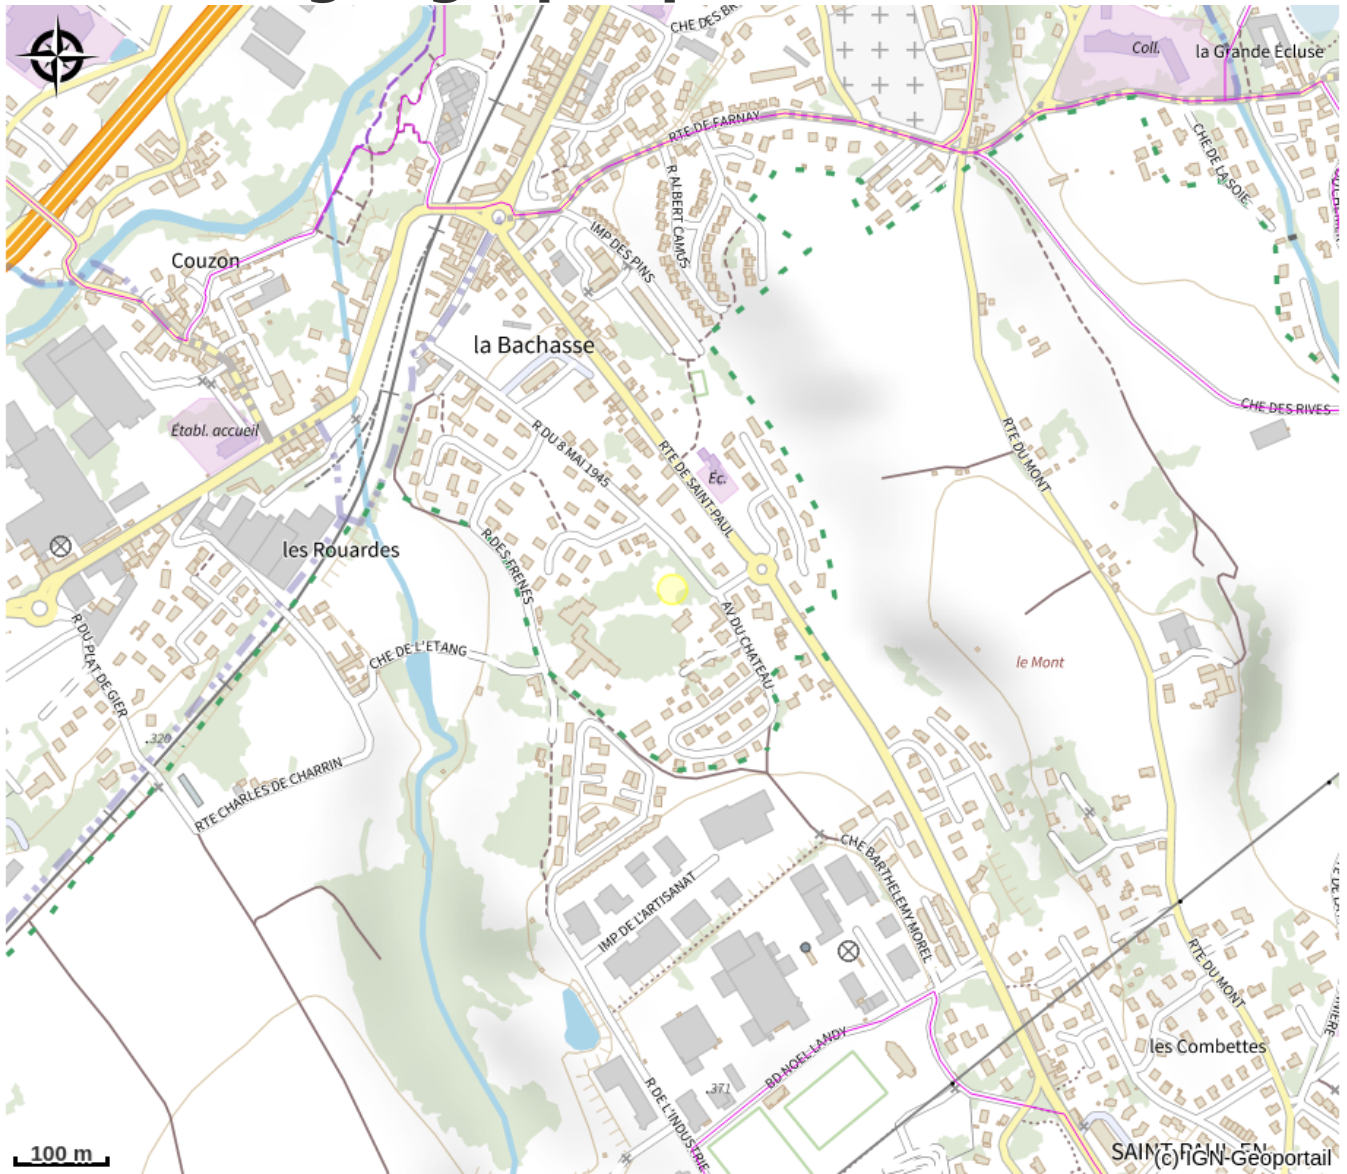 CHE DES BR
Coll.
la Grande Écluse
RTE DE FARNAY
CHE DE LA SOIE
R ALBERT CAMUS
IMP DES PINS
Couzon
la Bachasse
CHE DES RIVES
Établ. accueil
R DU 8 MAI 1945
RTE DE SAINT-PAUL
Éc.
RTE DU MONT
les Rouardes
R DES FRENES
R DU PLAT DE GIER
CHE DE L'ETANG
AV DU CHATEAU
le Mont
.320
RTE CHARLES DE CHARRIN
CHE BARTHELEMY MOREL
IMP DE L'ARTISANAT
RTE DU MONT
BD NOEL LANDY
les Combettes
R DE L'INDUSTRIE
.371
100 m
SAINT-PAUL-EN
(c) IGN-Geoportail